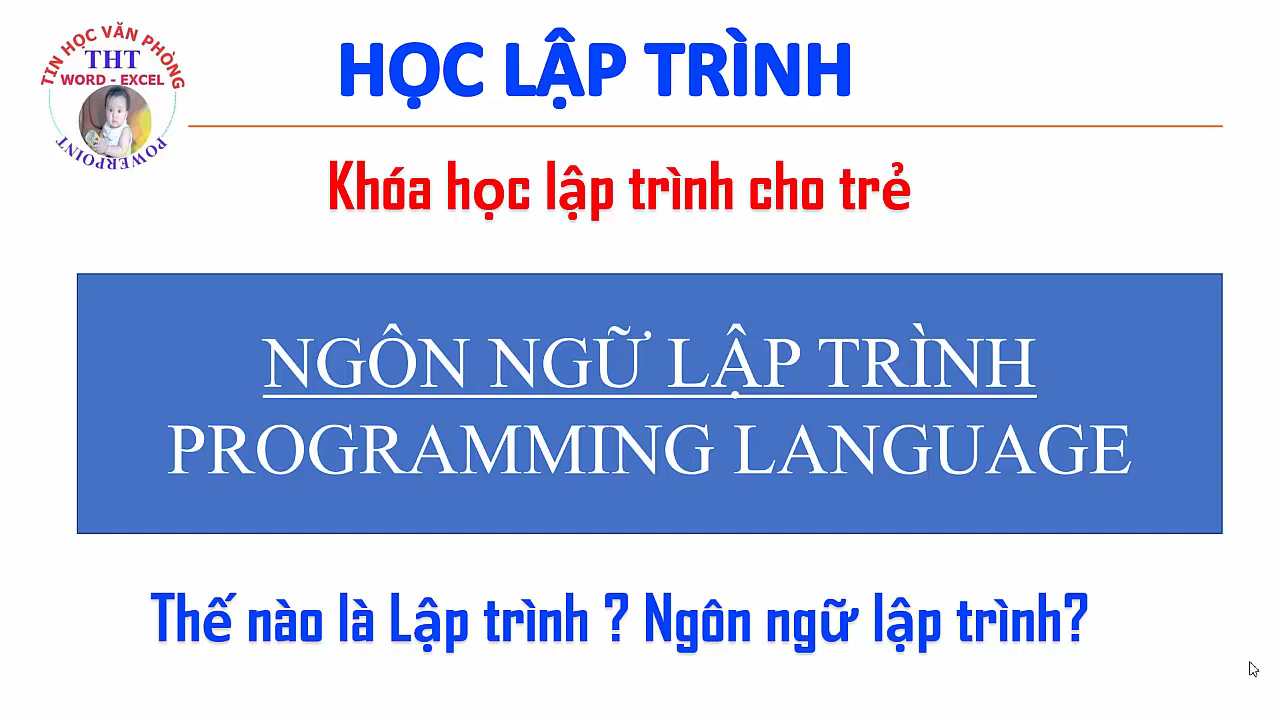 TIN HỌC VĂN PHÒNG
THT
WORD - EXCEL
POWERPOINT
HỌC LẬP TRÌNH
Khóa học lập trình cho trẻ
NGÔN NGỮ LẬP TRÌNH
PROGRAMMING LANGUAGE
Thế nào là Lập trình ? Ngôn ngữ lập trình?